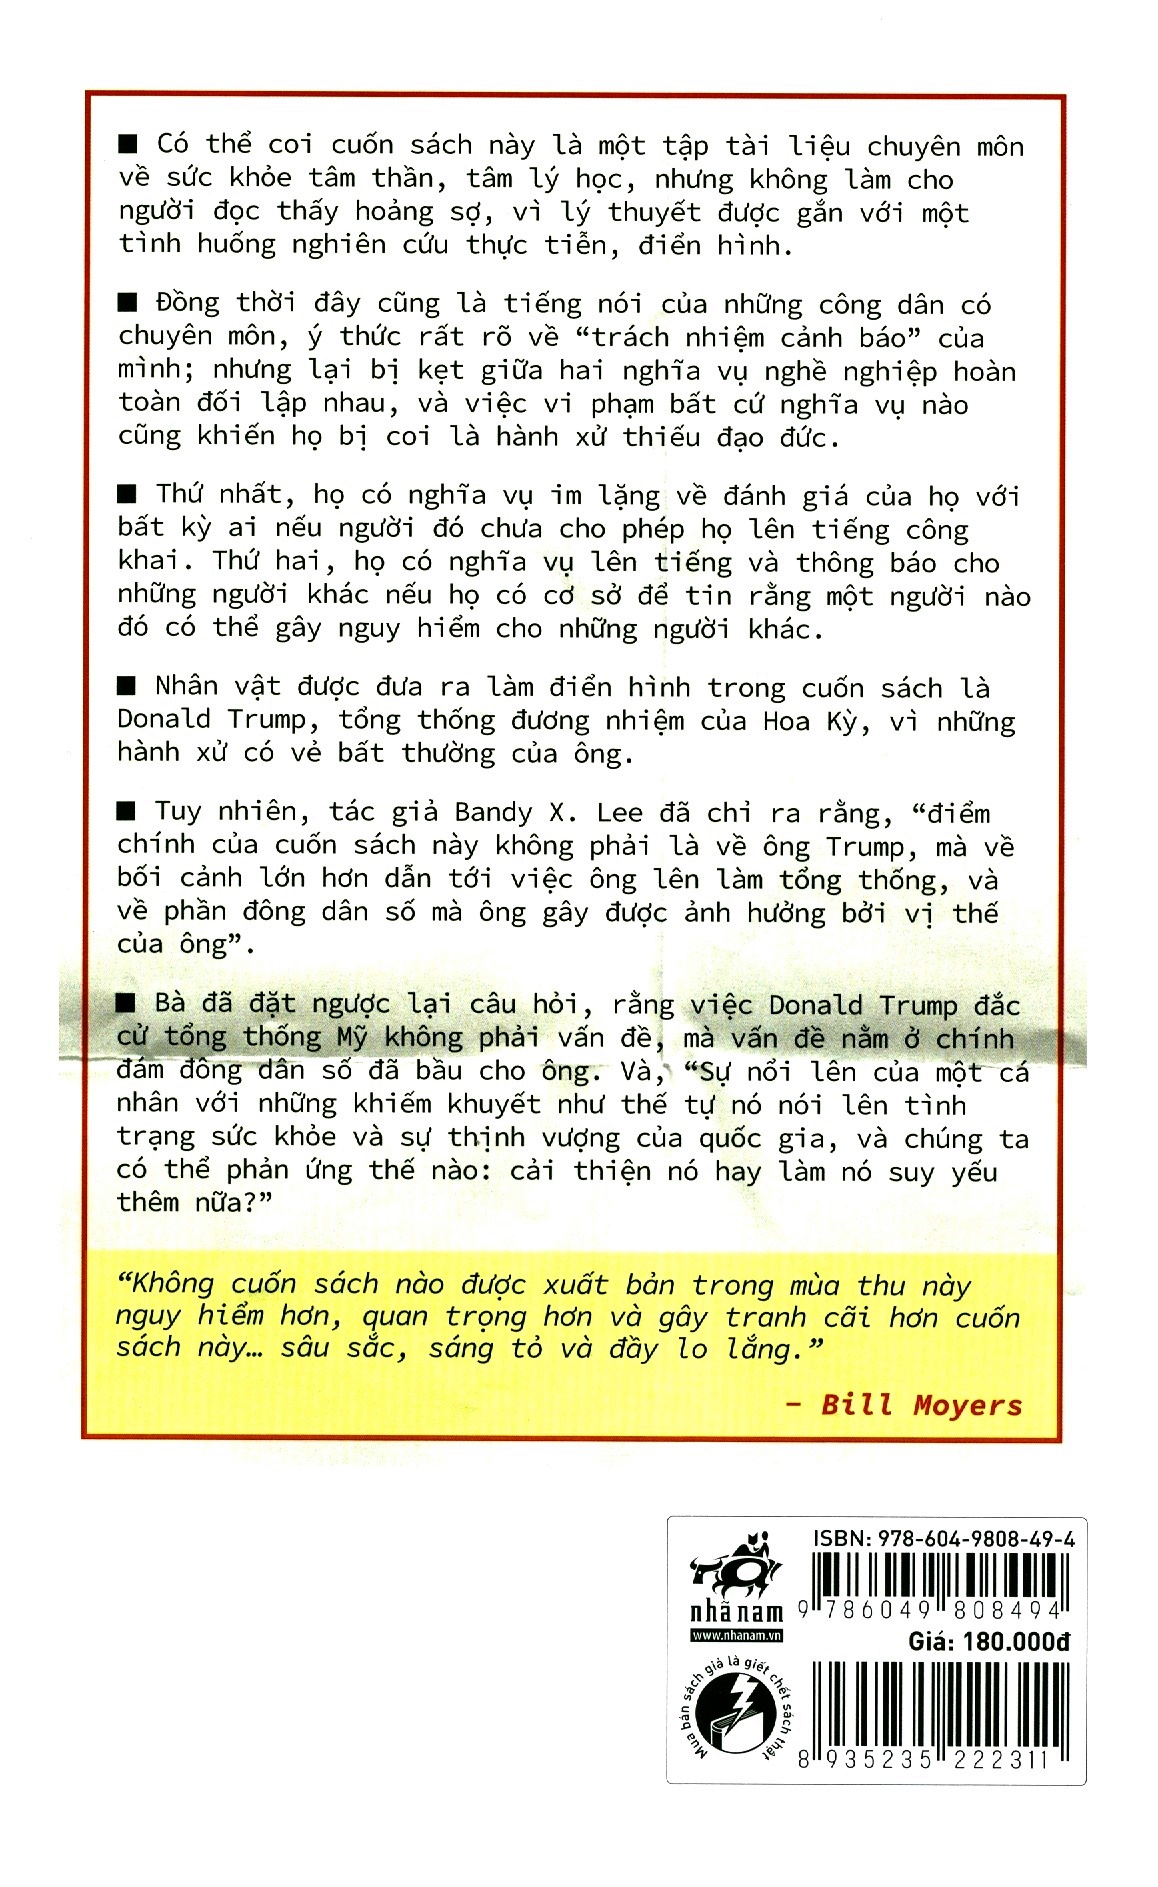 ■ Có thể coi cuốn sách này là một tập tài liệu chuyên môn
về sức khỏe tâm thần, tâm lý học, nhưng không làm cho
người đọc thấy hoảng sợ, vì lý thuyết được gắn với một
tình huống nghiên cứu thực tiễn, điển hình.
■ Đồng thời đây cũng là tiếng nói của những công dân có
chuyên môn, ý thức rất rõ về “trách nhiệm cảnh báo” của
mình; nhưng lại bị kẹt giữa hai nghĩa vụ nghề nghiệp hoàn
toàn đối lập nhau, và việc vi phạm bất cứ nghĩa vụ nào
cũng khiến họ bị coi là hành xử thiếu đạo đức.
■ Thứ nhất, họ có nghĩa vụ im lặng về đánh giá của họ với
bất kỳ ai nếu người đó chưa cho phép họ lên tiếng công
khai. Thứ hai, họ có nghĩa vụ lên tiếng và thông báo cho
những người khác nếu họ có cơ sở để tin rằng một người nào
đó có thể gây nguy hiểm cho những người khác.
■ Nhân vật được đưa ra làm điển hình trong cuốn sách là
Donald Trump, tổng thống đương nhiệm của Hoa Kỳ, vì những
hành xử có vẻ bất thường của ông.
■ Tuy nhiên, tác giả Bandy X. Lee đã chỉ ra rằng, “điểm
chính của cuốn sách này không phải là về ông Trump, mà về
bối cảnh lớn hơn dẫn tới việc ông lên làm tổng thống, và
về phần đông dân số mà ông gây được ảnh hưởng bởi vị thế
của ông”.
■ Bà đã đặt ngược lại câu hỏi, rằng việc Donald Trump đắc
cử tổng thống Mỹ không phải vấn đề, mà vấn đề nằm ở chính
đám đông dân số đã bầu cho ông. Và, “Sự nổi lên của một cá
nhân với những khiếm khuyết như thế tự nó nói lên tình
trạng sức khỏe và sự thịnh vượng của quốc gia, và chúng ta
có thể phản ứng thế nào: cải thiện nó hay làm nó suy yếu
thêm nữa?”
“Không cuốn sách nào được xuất bản trong mùa thu này
nguy hiểm hơn, quan trọng hơn và gây tranh cãi hơn cuốn
sách này… sâu sắc, sáng tỏ và đầy lo lắng.”
– Bill Moyers
ISBN: 978-604-9808-49-4
9 786049 808494
nhã nam
www.nhanam.vn
Giá: 180.000đ
Mua bán sách giả là giết chết sách thật
8 935235 222311